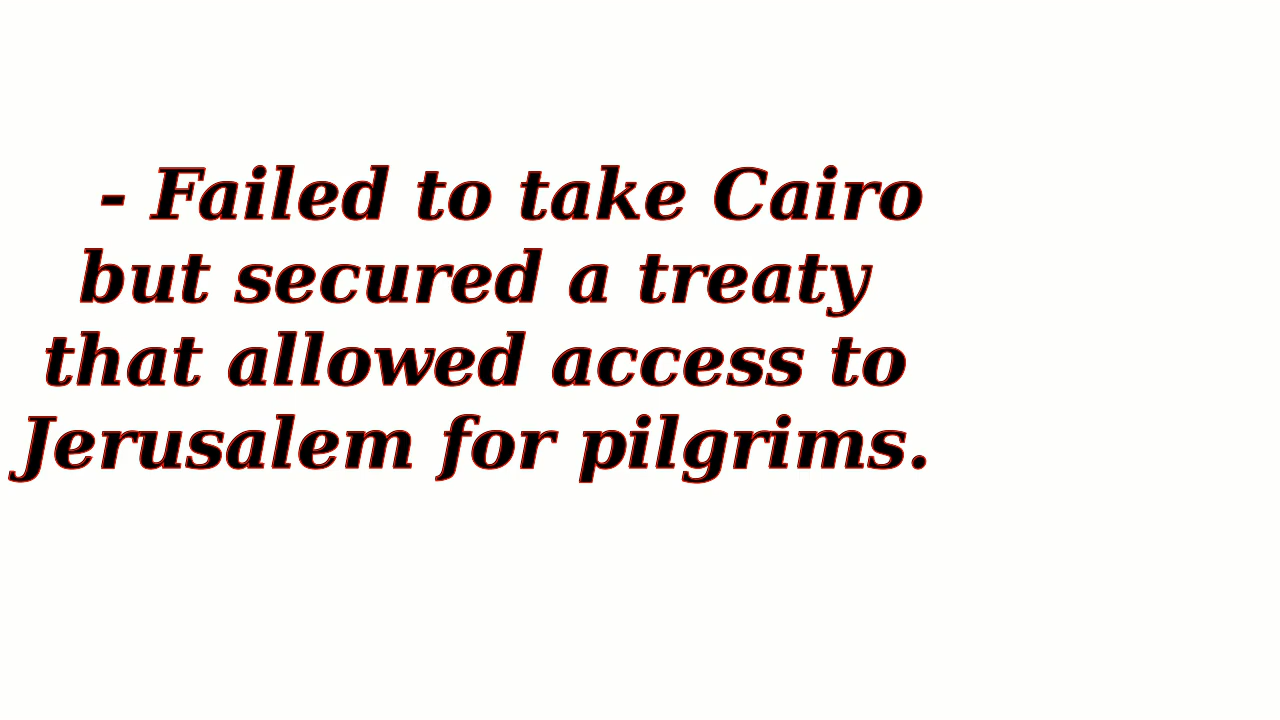 - Failed to take Cairo
but secured a treaty
that allowed access to
Jerusalem for pilgrims.